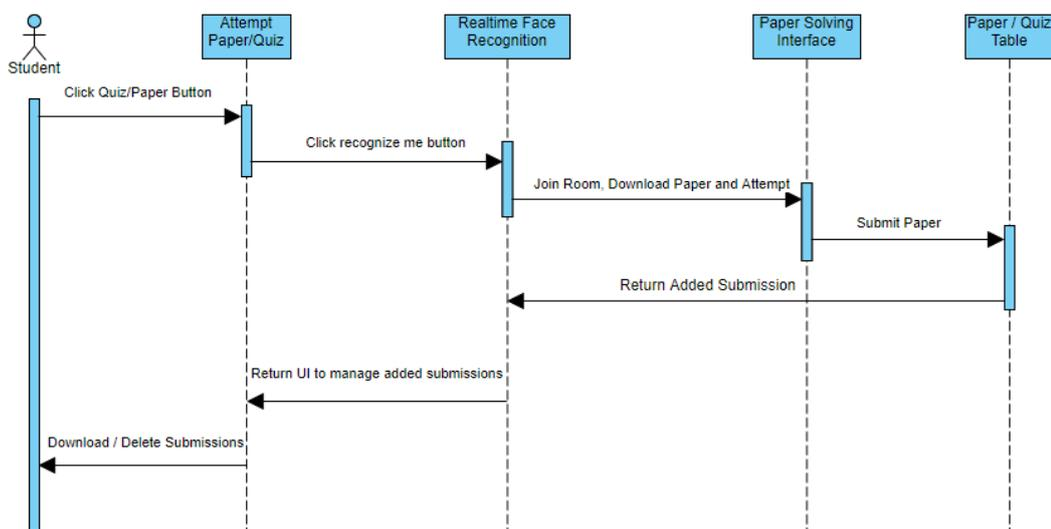 Attempt
Paper/Quiz
Realtime Face
Recognition
Paper Solving
Interface
Paper / Quiz
Table
Student
Click Quiz/Paper Button
Click recognize me button
Join Room, Download Paper and Attempt
Submit Paper
Return Added Submission
Return UI to manage added submissions
Download / Delete Submissions